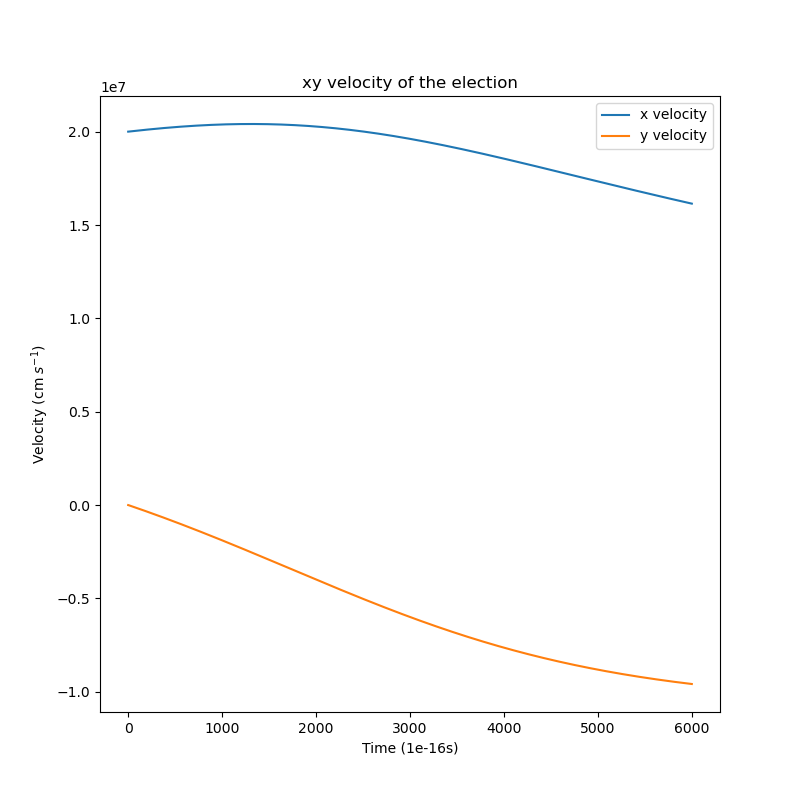 xy velocity of the election
1e7
x velocity
y velocity
2.0
1.5
1.0
0.5
0.0
−0.5
−1.0
Velocity (cm s⁻¹)
0 1000 2000 3000 4000 5000 6000
Time (1e-16s)